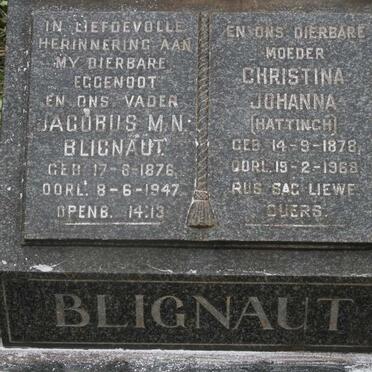 IN LIEFDEVOLLE
HERINNERING AAN
MY DIERBARE
EGGENOOT
EN ONS VADER
JACOBUS M.N.
BLIGNAUT
GEB. 17-8-1876
OORL. 8-6-1947
OPENB. 14:13
EN ONS DIERBARE
MOEDER
CHRISTINA
JOHANNA
(HATTINGH)
GEB. 14-9-1878
OORL. 19-2-1968
RUS SAG LIEWE
OUERS.
BLIGNAUT